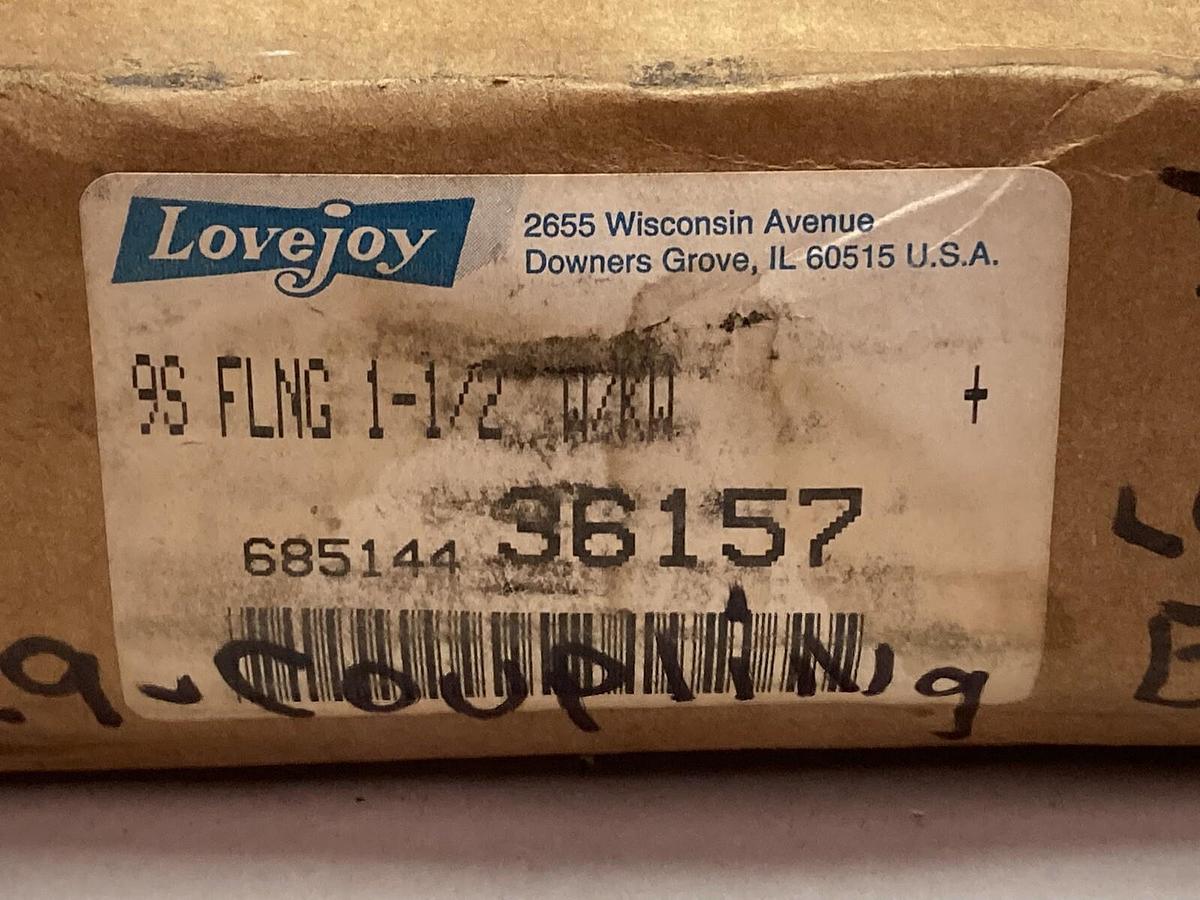 Lovejoy
2655 Wisconsin Avenue
Downers Grove, IL 60515 U.S.A.
9S FLNG 1-1/2 W/KW
685144 36157
Coupling